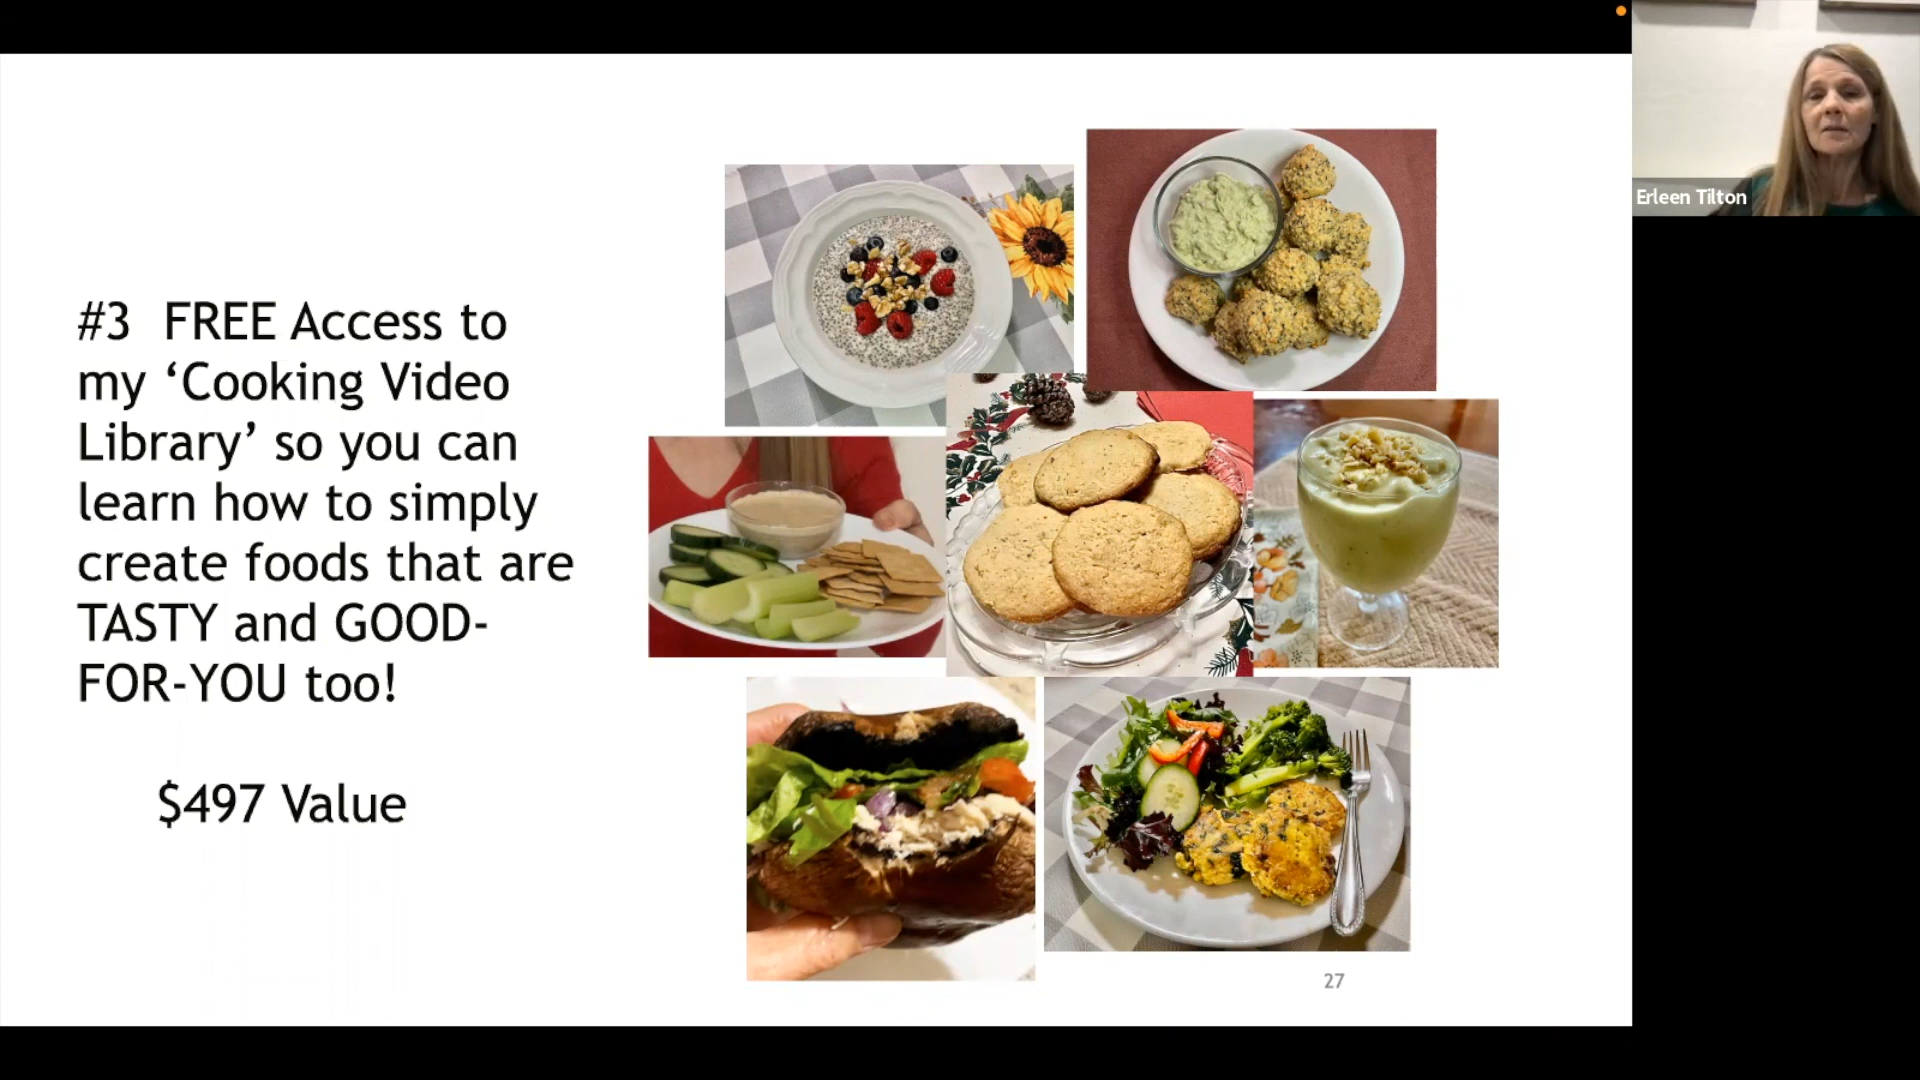 #3  FREE Access to
my ‘Cooking Video
Library’ so you can
learn how to simply
create foods that are
TASTY and GOOD-
FOR-YOU too!
$497 Value
27
Erleen Tilton